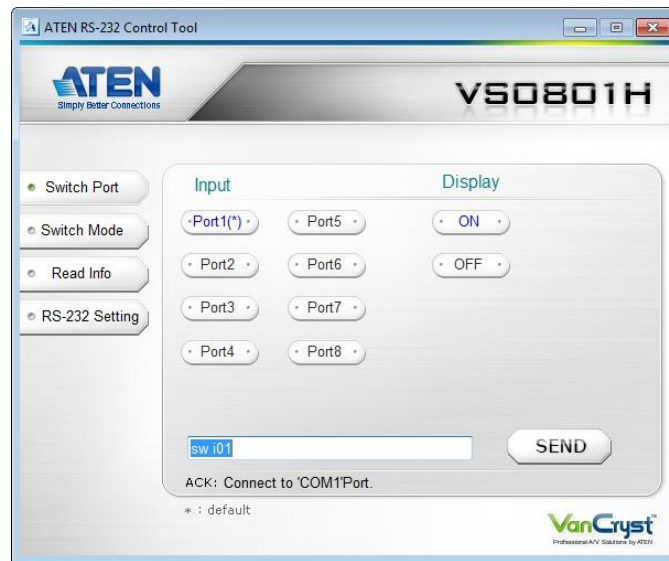 ATEN RS-232 Control Tool
ATEN
Simply Better Connections
VS0801H
Switch Port
Switch Mode
Read Info
RS-232 Setting
Input
Display
Port1(*)
Port5
ON
Port2
Port6
OFF
Port3
Port7
Port4
Port8
sw i01
SEND
ACK: Connect to 'COM1'Port.
* : default
VanCryst
Professional A/V Solutions by ATEN